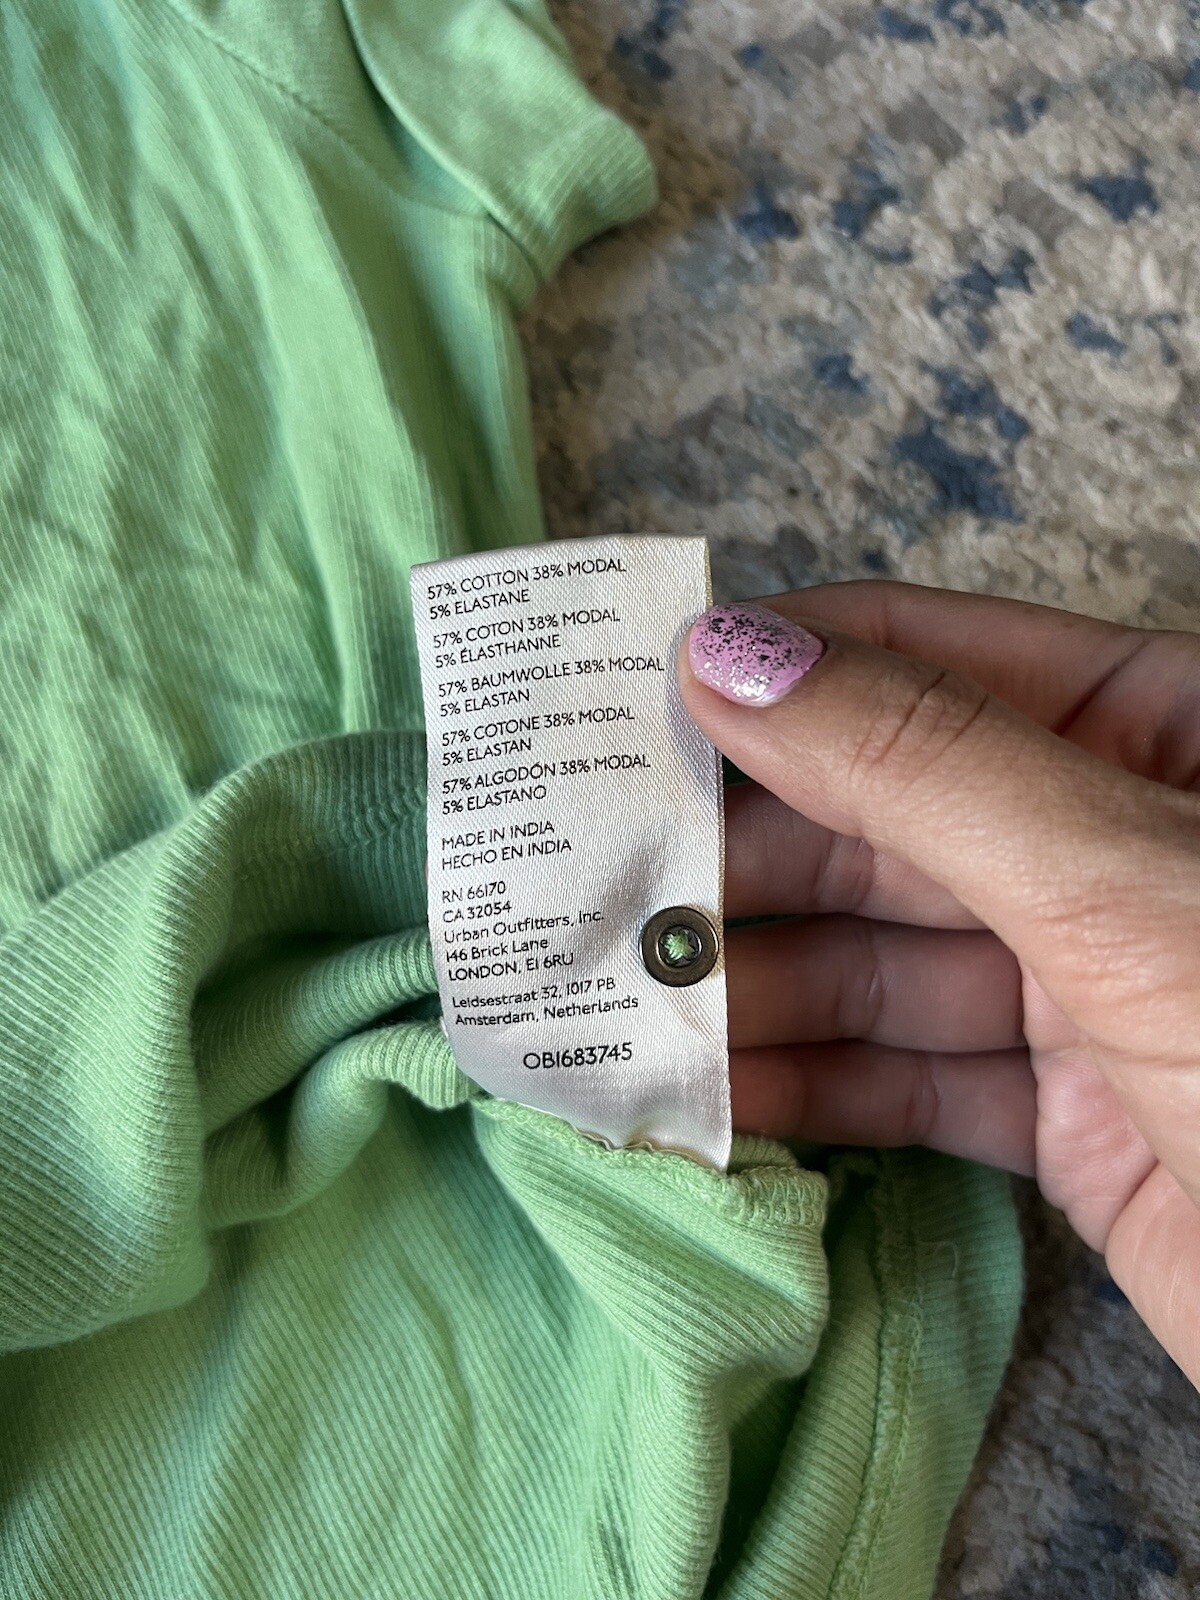 57% COTTON 38% MODAL
5% ELASTANE
57% COTON 38% MODAL
5% ÉLASTHANNE
57% BAUMWOLLE 38% MODAL
5% ELASTAN
57% COTONE 38% MODAL
5% ELASTAN
57% ALGODÓN 38% MODAL
5% ELASTANO
MADE IN INDIA
HECHO EN INDIA
RN 66170
CA 32054
Urban Outfitters, Inc.
146 Brick Lane
LONDON, E1 6RU
Leidsestraat 32, 1017 PB
Amsterdam, Netherlands
OB1683745